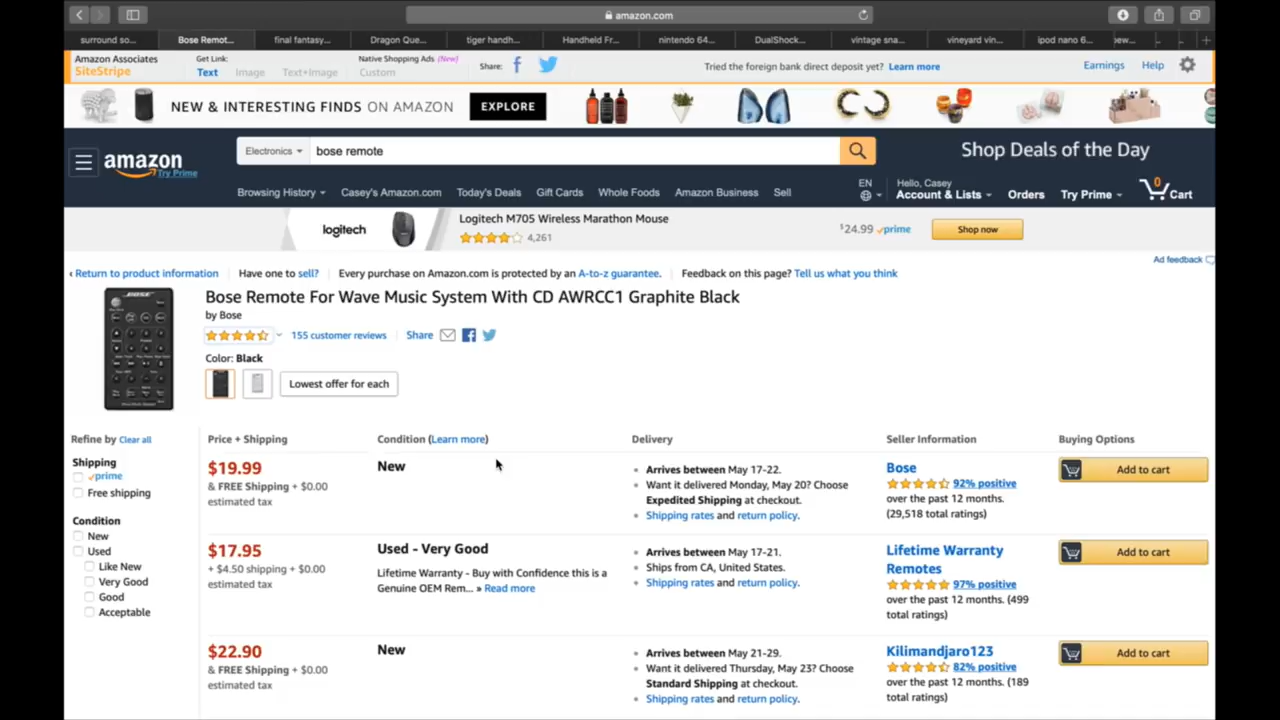 amazon.com
surround so...
Bose Remot...
final fantasy...
Dragon Que...
tiger handh...
Handheld Fr...
nintendo 64...
DualShock...
vintage sna...
vineyard vin...
ipod nano 6...
Amazon Associates
SiteStripe
Get Link:
Text Image Text+Image
Native Shopping Ads (New)
Custom
Share:
Tried the foreign bank direct deposit yet? Learn more
Earnings Help
NEW & INTERESTING FINDS ON AMAZON EXPLORE
amazon
Try Prime
Electronics
bose remote
Shop Deals of the Day
Browsing History Casey's Amazon.com Today's Deals Gift Cards Whole Foods Amazon Business Sell
EN
Hello, Casey
Account & Lists
Orders
Try Prime
0
Cart
logitech
Logitech M705 Wireless Marathon Mouse
4,261
$24.99 prime
Shop now
Ad feedback
‹ Return to product information Have one to sell? Every purchase on Amazon.com is protected by an A-to-z guarantee. Feedback on this page? Tell us what you think
BOSE
Bose Remote For Wave Music System With CD AWRCC1 Graphite Black
by Bose
155 customer reviews Share
Color: Black
Lowest offer for each
Refine by Clear all
Shipping
prime
Free shipping
Condition
New
Used
Like New
Very Good
Good
Acceptable
Price + Shipping Condition (Learn more) Delivery Seller Information Buying Options
$19.99
& FREE Shipping + $0.00
estimated tax
New
Arrives between May 17-22.
Want it delivered Monday, May 20? Choose
Expedited Shipping at checkout.
Shipping rates and return policy.
Bose
92% positive
over the past 12 months.
(29,518 total ratings)
Add to cart
$17.95
+ $4.50 shipping + $0.00
estimated tax
Used - Very Good
Lifetime Warranty - Buy with Confidence this is a
Genuine OEM Rem... » Read more
Arrives between May 17-21.
Ships from CA, United States.
Shipping rates and return policy.
Lifetime Warranty
Remotes
97% positive
over the past 12 months. (499
total ratings)
Add to cart
$22.90
& FREE Shipping + $0.00
estimated tax
New
Arrives between May 21-29.
Want it delivered Thursday, May 23? Choose
Standard Shipping at checkout.
Shipping rates and return policy.
Kilimandjaro123
82% positive
over the past 12 months. (189
total ratings)
Add to cart